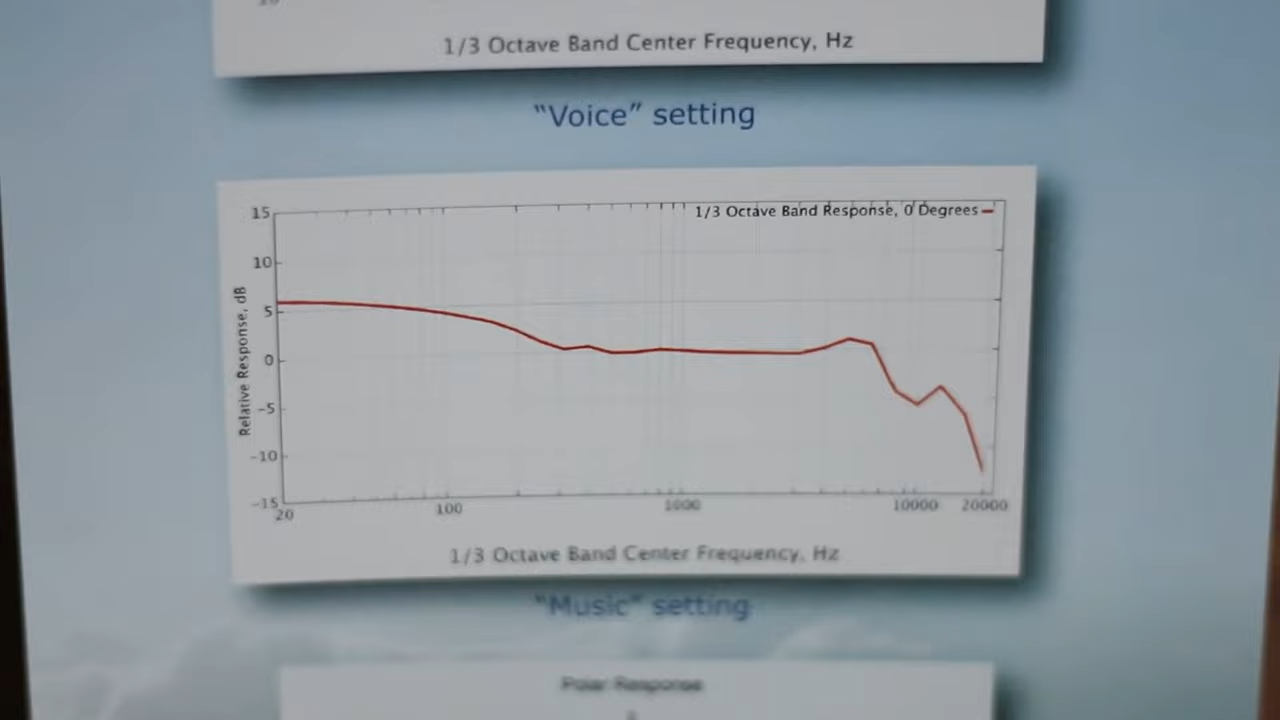 1/3 Octave Band Center Frequency, Hz
“Voice” setting
1/3 Octave Band Response, 0 Degrees
15
10
5
0
-5
-10
-15
Relative Response, dB
20 100 1000 10000 20000
1/3 Octave Band Center Frequency, Hz
“Music” setting
Polar Response